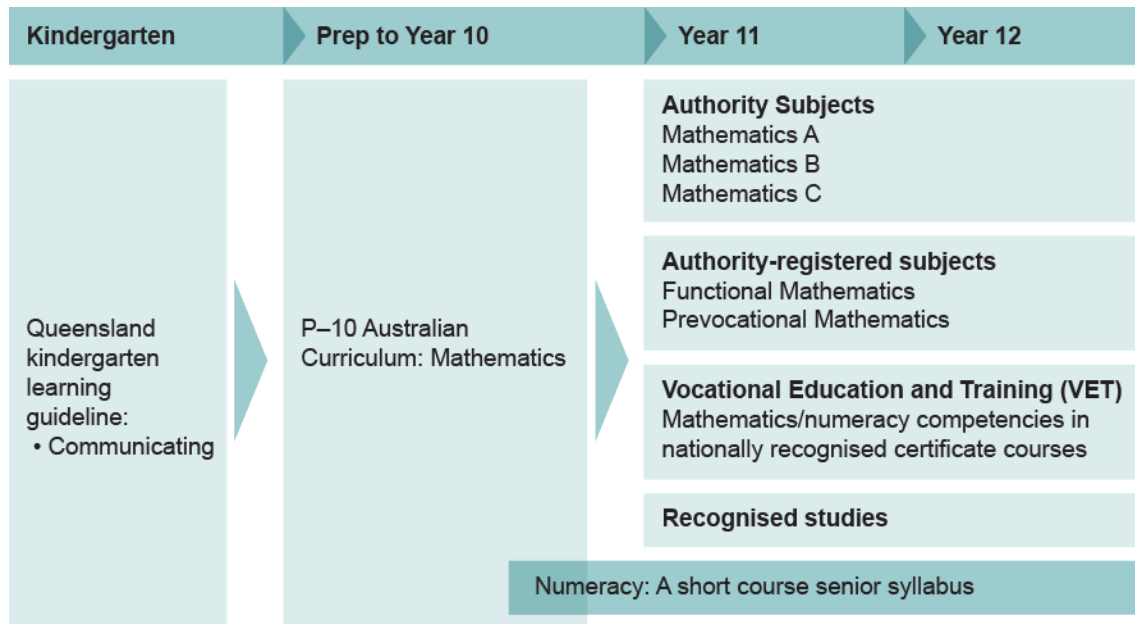 Kindergarten
Prep to Year 10
Year 11
Year 12
Queensland
kindergarten
learning
guideline:
• Communicating
P–10 Australian
Curriculum: Mathematics
Authority Subjects
Mathematics A
Mathematics B
Mathematics C
Authority-registered subjects
Functional Mathematics
Prevocational Mathematics
Vocational Education and Training (VET)
Mathematics/numeracy competencies in
nationally recognised certificate courses
Recognised studies
Numeracy: A short course senior syllabus